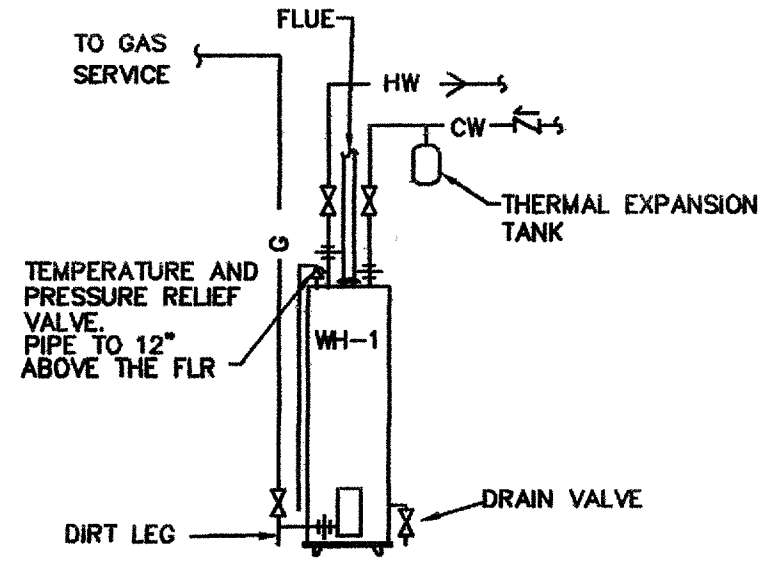 FLUE
TO GAS
SERVICE
HW
CW
THERMAL EXPANSION
TANK
G
TEMPERATURE AND
PRESSURE RELIEF
VALVE.
PIPE TO 12"
ABOVE THE FLR
WH-1
DRAIN VALVE
DIRT LEG